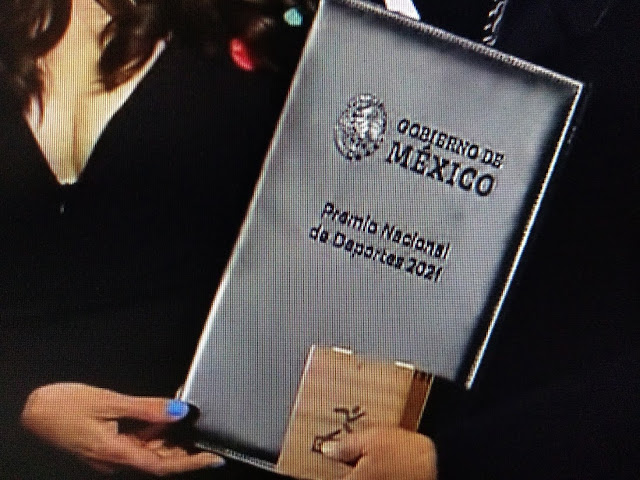 GOBIERNO DE
MÉXICO
Premio Nacional
de Deportes 2021